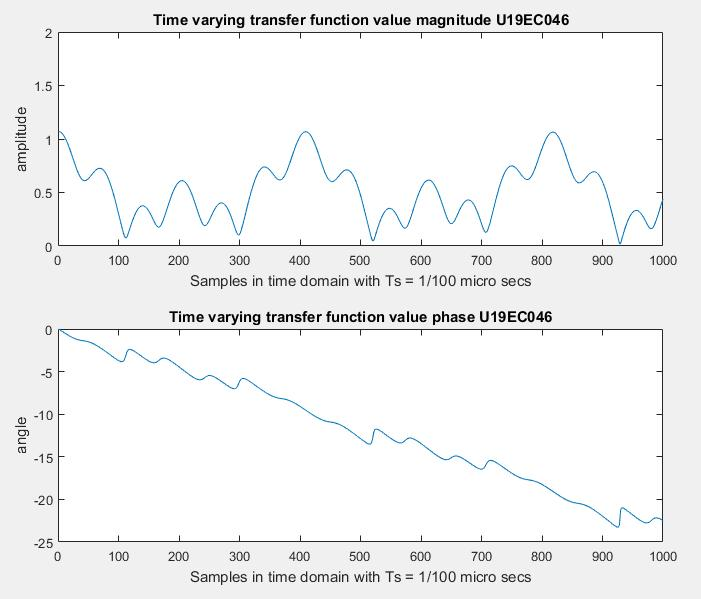 Time varying transfer function value magnitude U19EC046
2
1.5
1
0.5
0
amplitude
0 100 200 300 400 500 600 700 800 900 1000
Samples in time domain with Ts = 1/100 micro secs
Time varying transfer function value phase U19EC046
0
-5
-10
-15
-20
-25
angle
0 100 200 300 400 500 600 700 800 900 1000
Samples in time domain with Ts = 1/100 micro secs